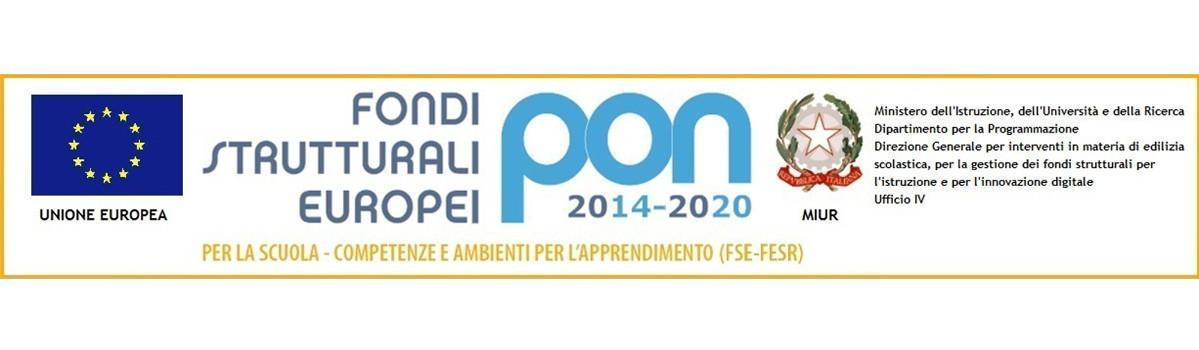 UNIONE EUROPEA
FONDI
STRUTTURALI
EUROPEI
pon
2014-2020
PER LA SCUOLA - COMPETENZE E AMBIENTI PER L'APPRENDIMENTO (FSE-FESR)
REPVBBLICA ITALIANA
MIUR
Ministero dell'Istruzione, dell'Università e della Ricerca
Dipartimento per la Programmazione
Direzione Generale per interventi in materia di edilizia
scolastica, per la gestione dei fondi strutturali per
l'istruzione e per l'innovazione digitale
Ufficio IV